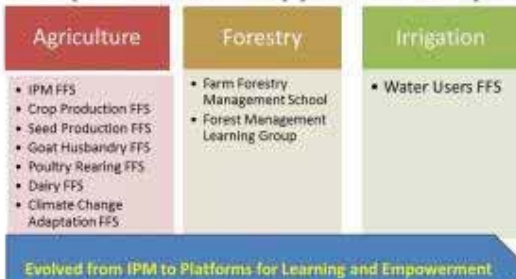 Agriculture
• IPM FFS
• Crop Production FFS
• Seed Production FFS
• Goat Husbandry FFS
• Poultry Rearing FFS
• Dairy FFS
• Climate Change
Adaptation FFS
Forestry
• Farm Forestry
Management School
• Forest Management
Learning Group
Irrigation
• Water Users FFS
Evolved from IPM to Platforms for Learning and Empowerment